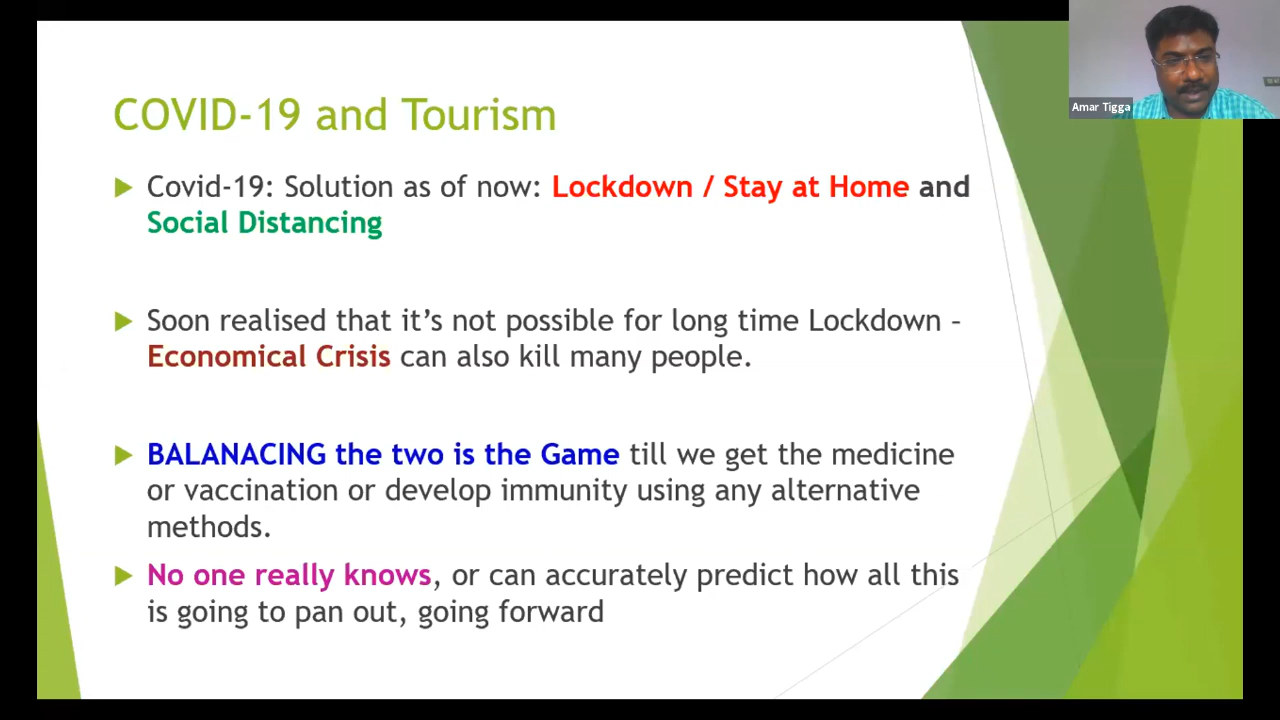 COVID-19 and Tourism
Covid-19: Solution as of now: Lockdown / Stay at Home and
Social Distancing
Soon realised that it’s not possible for long time Lockdown –
Economical Crisis can also kill many people.
BALANACING the two is the Game till we get the medicine
or vaccination or develop immunity using any alternative
methods.
No one really knows, or can accurately predict how all this
is going to pan out, going forward
Amar Tigga